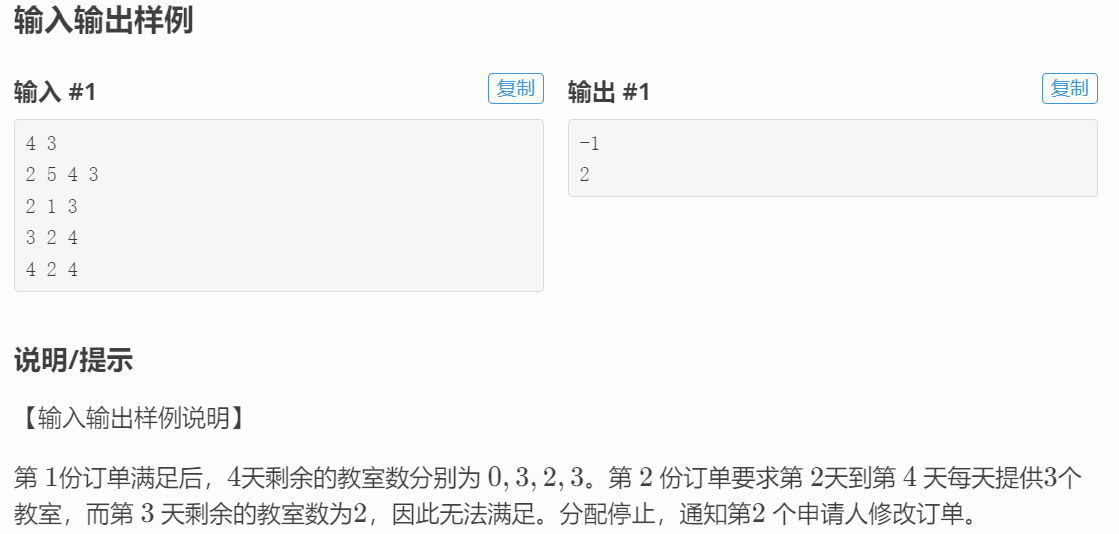 输入输出样例
输入 #1
复制
4 3
2 5 4 3
2 1 3
3 2 4
4 2 4
输出 #1
复制
-1
2
说明/提示
【输入输出样例说明】
第 1份订单满足后，4天剩余的教室数分别为 0,3,2,3。第 2 份订单要求第 2天到第 4 天每天提供3个
教室，而第 3 天剩余的教室数为2，因此无法满足。分配停止，通知第2 个申请人修改订单。